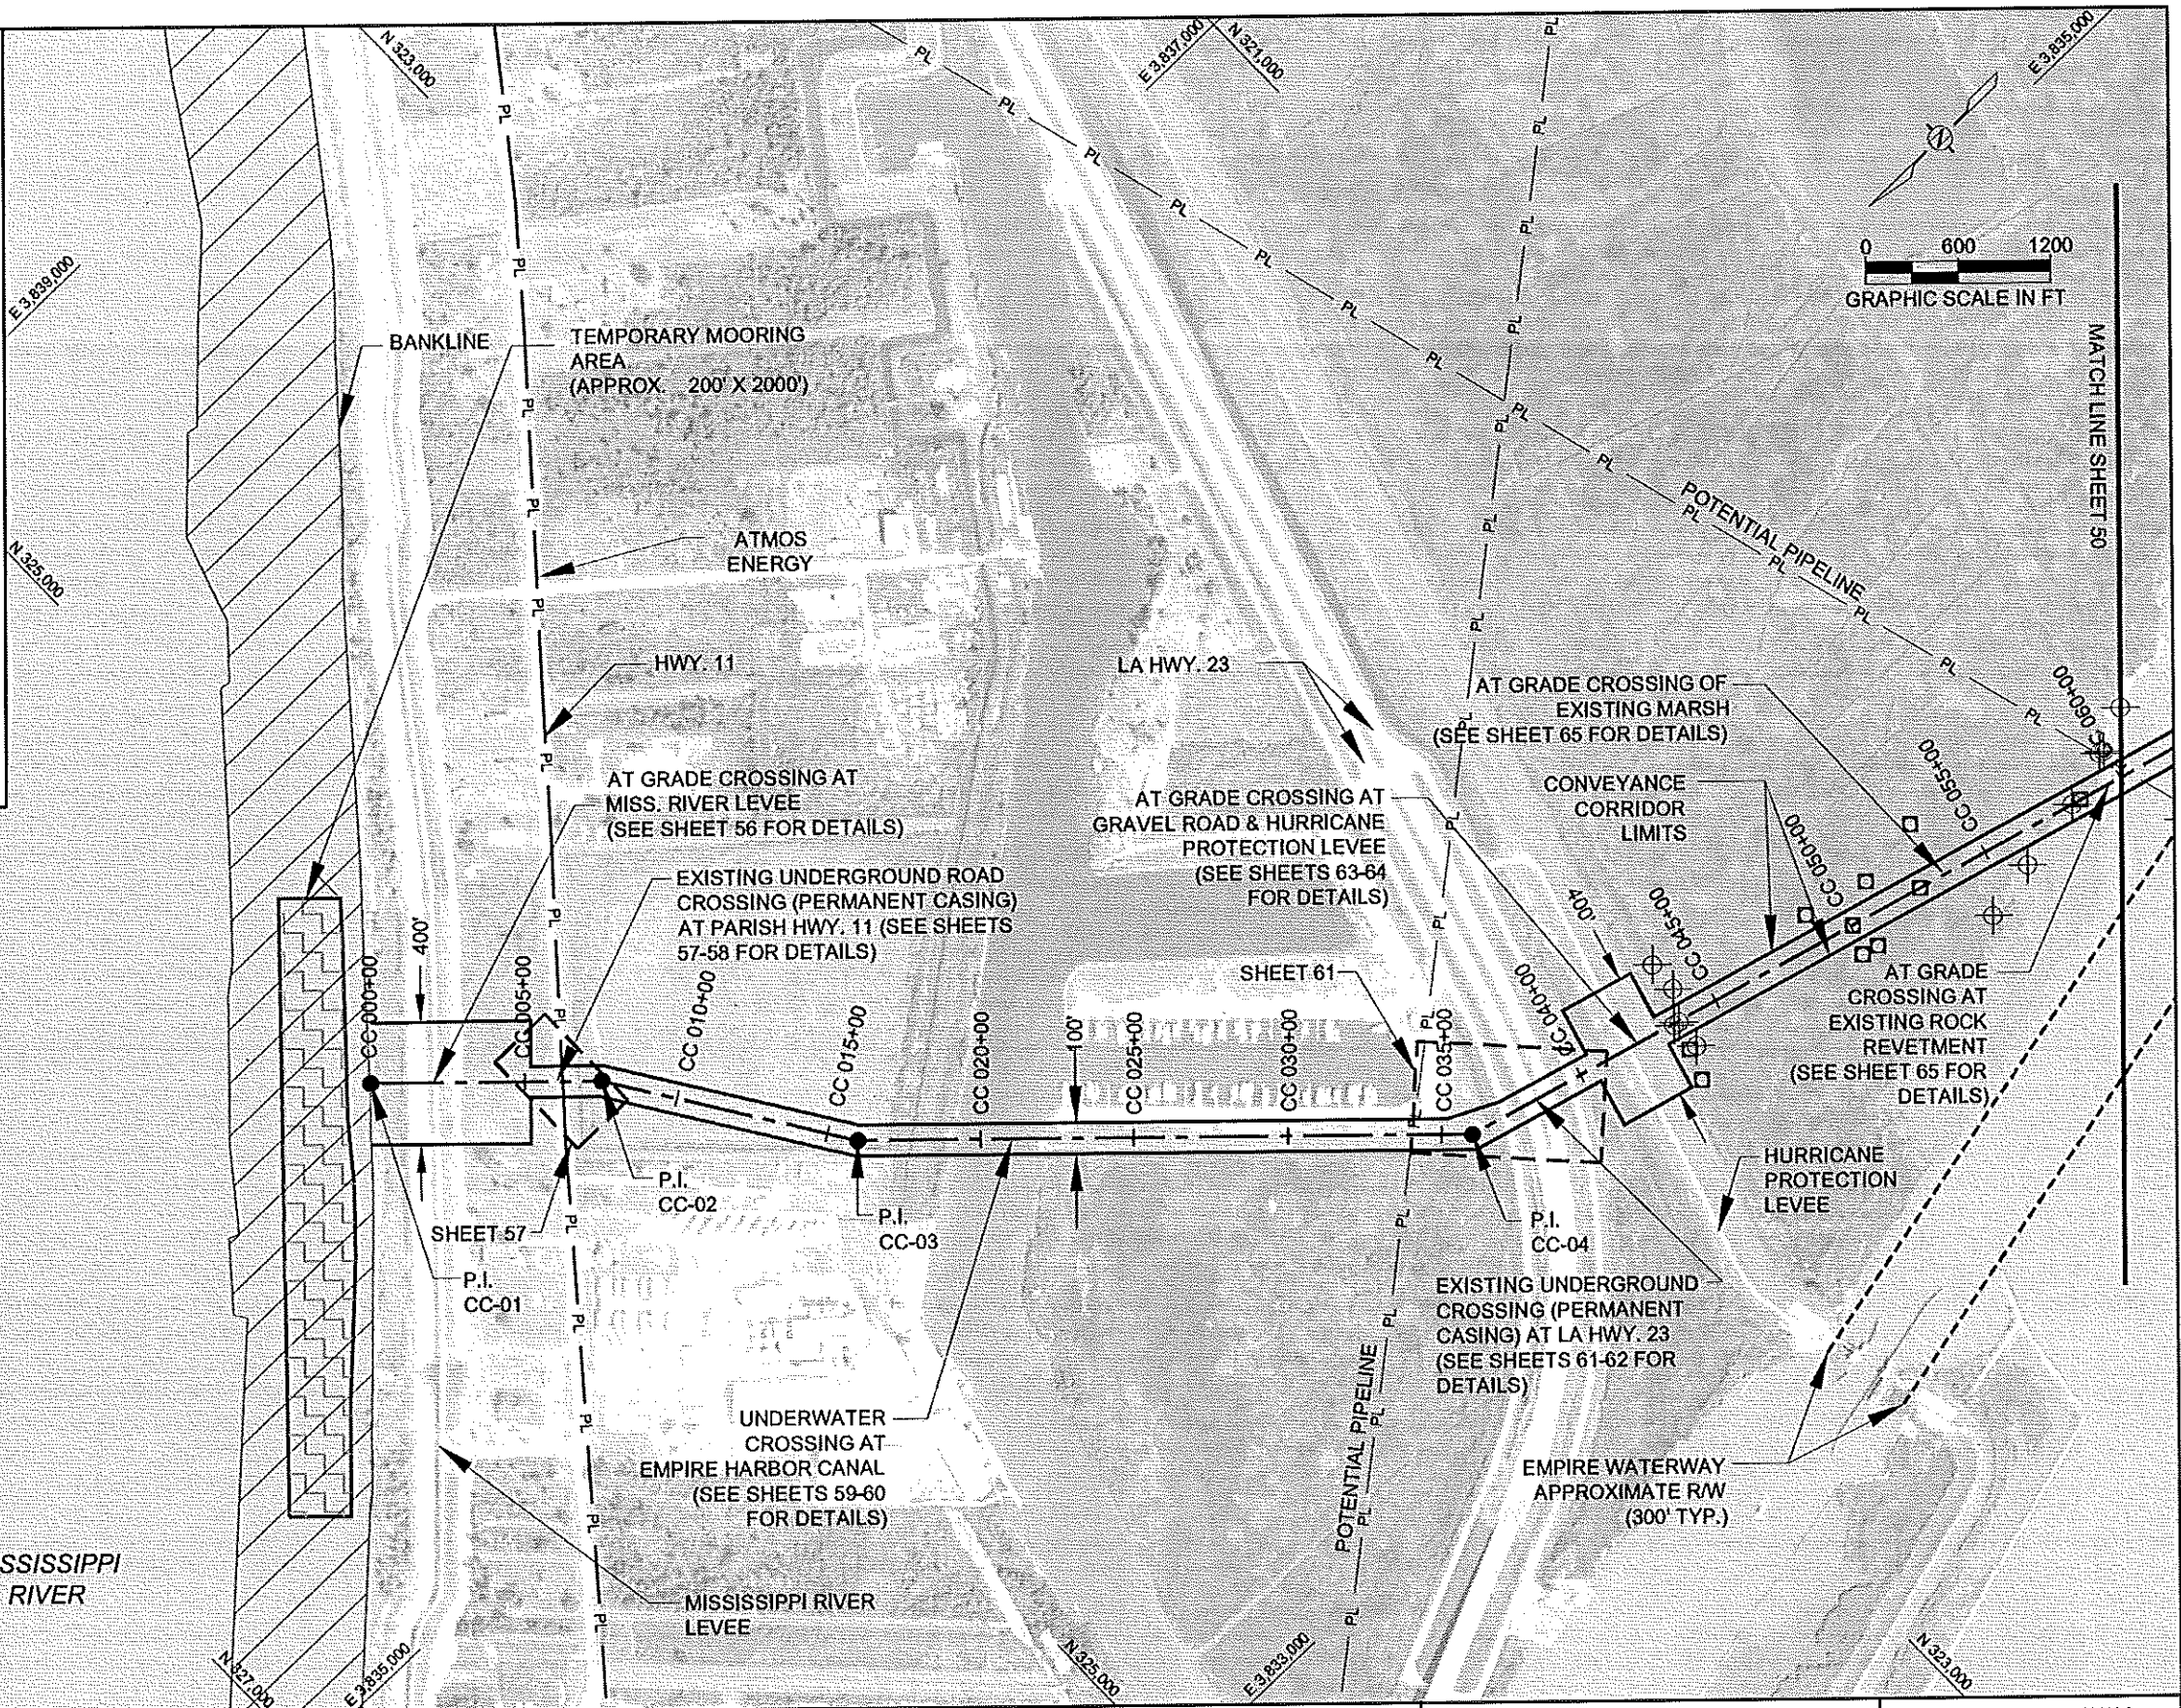 N 323,000
E 3,837,000
N 321,000
E 3,835,000
E 3,839,000
0 600 1200
GRAPHIC SCALE IN FT
N
MATCH LINE SHEET 50
BANKLINE
TEMPORARY MOORING
AREA
(APPROX. 200' X 2000')
ATMOS
ENERGY
N 325,000
POTENTIAL PIPELINE
HWY. 11
LA HWY. 23
AT GRADE CROSSING OF
EXISTING MARSH
(SEE SHEET 65 FOR DETAILS)
CONVEYANCE
CORRIDOR
LIMITS
AT GRADE CROSSING AT
MISS. RIVER LEVEE
(SEE SHEET 56 FOR DETAILS)
AT GRADE CROSSING AT
GRAVEL ROAD & HURRICANE
PROTECTION LEVEE
(SEE SHEETS 63-64
FOR DETAILS)
EXISTING UNDERGROUND ROAD
CROSSING (PERMANENT CASING)
AT PARISH HWY. 11 (SEE SHEETS
57-58 FOR DETAILS)
SHEET 61
400'
400'
100'
CC 000+00
CC 005+00
CC 010+00
CC 015+00
CC 020+00
CC 025+00
CC 030+00
CC 035+00
CC 040+00
CC 045+00
CC 050+00
CC 055+00
CC 060+00
AT GRADE
CROSSING AT
EXISTING ROCK
REVETMENT
(SEE SHEET 65 FOR
DETAILS)
HURRICANE
PROTECTION
LEVEE
P.I.
CC-02
P.I.
CC-03
P.I.
CC-04
SHEET 57
P.I.
CC-01
EXISTING UNDERGROUND
CROSSING (PERMANENT
CASING) AT LA HWY. 23
(SEE SHEETS 61-62 FOR
DETAILS)
UNDERWATER
CROSSING AT
EMPIRE HARBOR CANAL
(SEE SHEETS 59-60
FOR DETAILS)
POTENTIAL PIPELINE
EMPIRE WATERWAY
APPROXIMATE R/W
(300' TYP.)
SSISSIPPI
RIVER
MISSISSIPPI RIVER
LEVEE
N 327,000
E 3,835,000
N 325,000
E 3,833,000
N 323,000